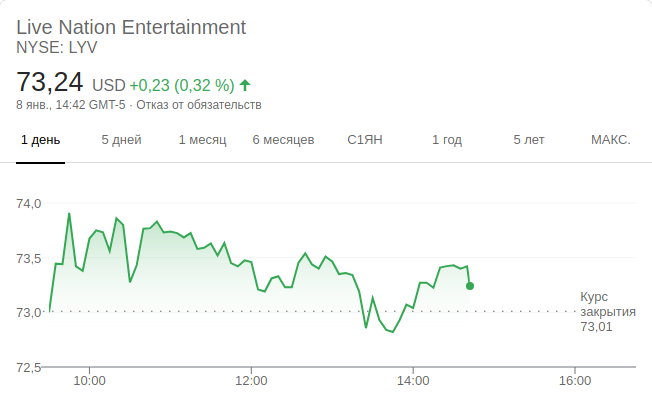 Live Nation Entertainment
NYSE: LYV
73,24 USD +0,23 (0,32 %)
8 янв., 14:42 GMT-5 · Отказ от обязательств
1 день 5 дней 1 месяц 6 месяцев С1ЯН 1 год 5 лет МАКС.
74,0
73,5
73,0
72,5
Курс
закрытия
73,01
10:00 12:00 14:00 16:00